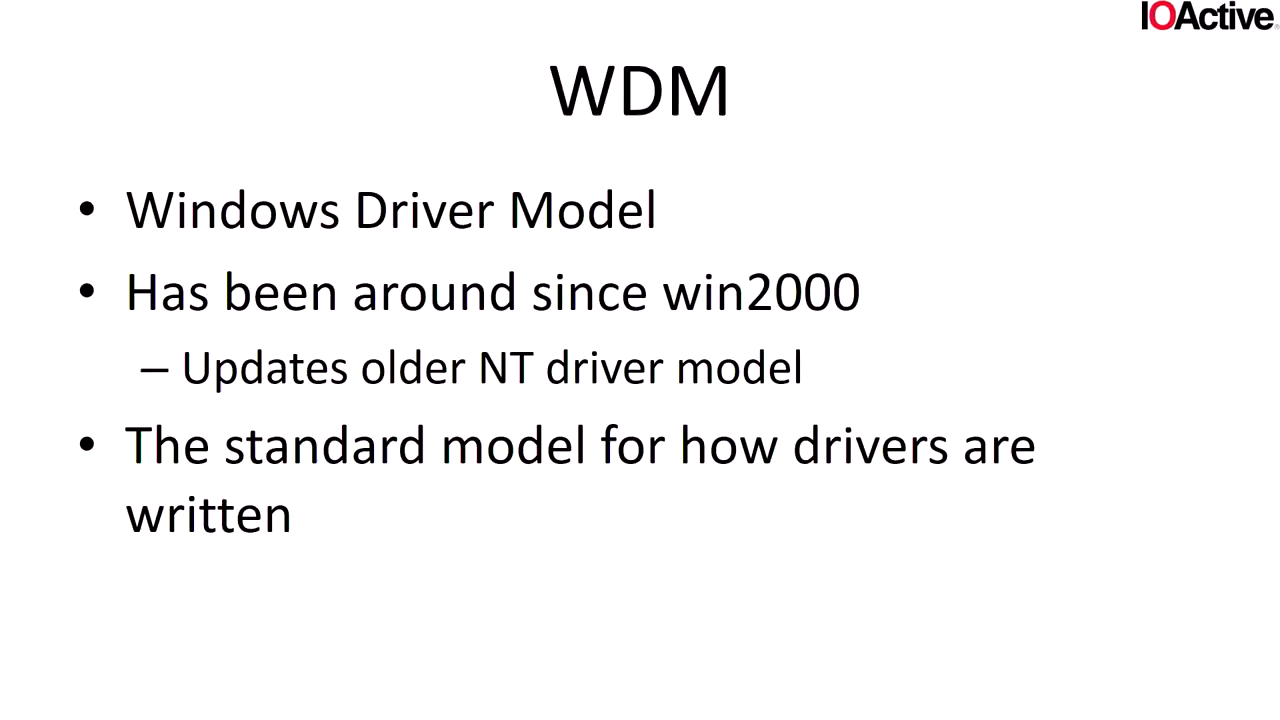 IOActive
WDM
• Windows Driver Model
• Has been around since win2000
– Updates older NT driver model
• The standard model for how drivers are
written